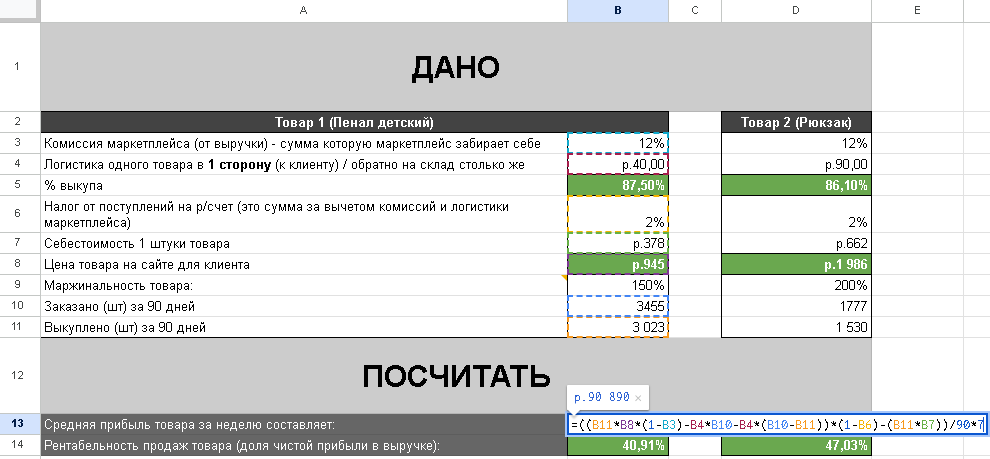 A B C D E
1 ДАНО
2 Товар 1 (Пенал детский) Товар 2 (Рюкзак)
3 Комиссия маркетплейса (от выручки) - сумма которую маркетплейс забирает себе 12% 12%
4 Логистика одного товара в 1 сторону (к клиенту) / обратно на склад столько же р.40,00 р.90,00
5 % выкупа 87,50% 86,10%
6 Налог от поступлений на р/счет (это сумма за вычетом комиссий и логистики
маркетплейса) 2% 2%
7 Себестоимость 1 штуки товара р.378 р.662
8 Цена товара на сайте для клиента р.945 р.1 986
9 Маржинальность товара: 150% 200%
10 Заказано (шт) за 90 дней 3455 1777
11 Выкуплено (шт) за 90 дней 3 023 1 530
12 ПОСЧИТАТЬ
р.90 890 ×
13 Средняя прибыль товара за неделю составляет: =((B11*B8*(1-B3)-B4*B10-B4*(B10-B11))*(1-B6)-(B11*B7))/90*7
14 Рентабельность продаж товара (доля чистой прибыли в выручке): 40,91% 47,03%